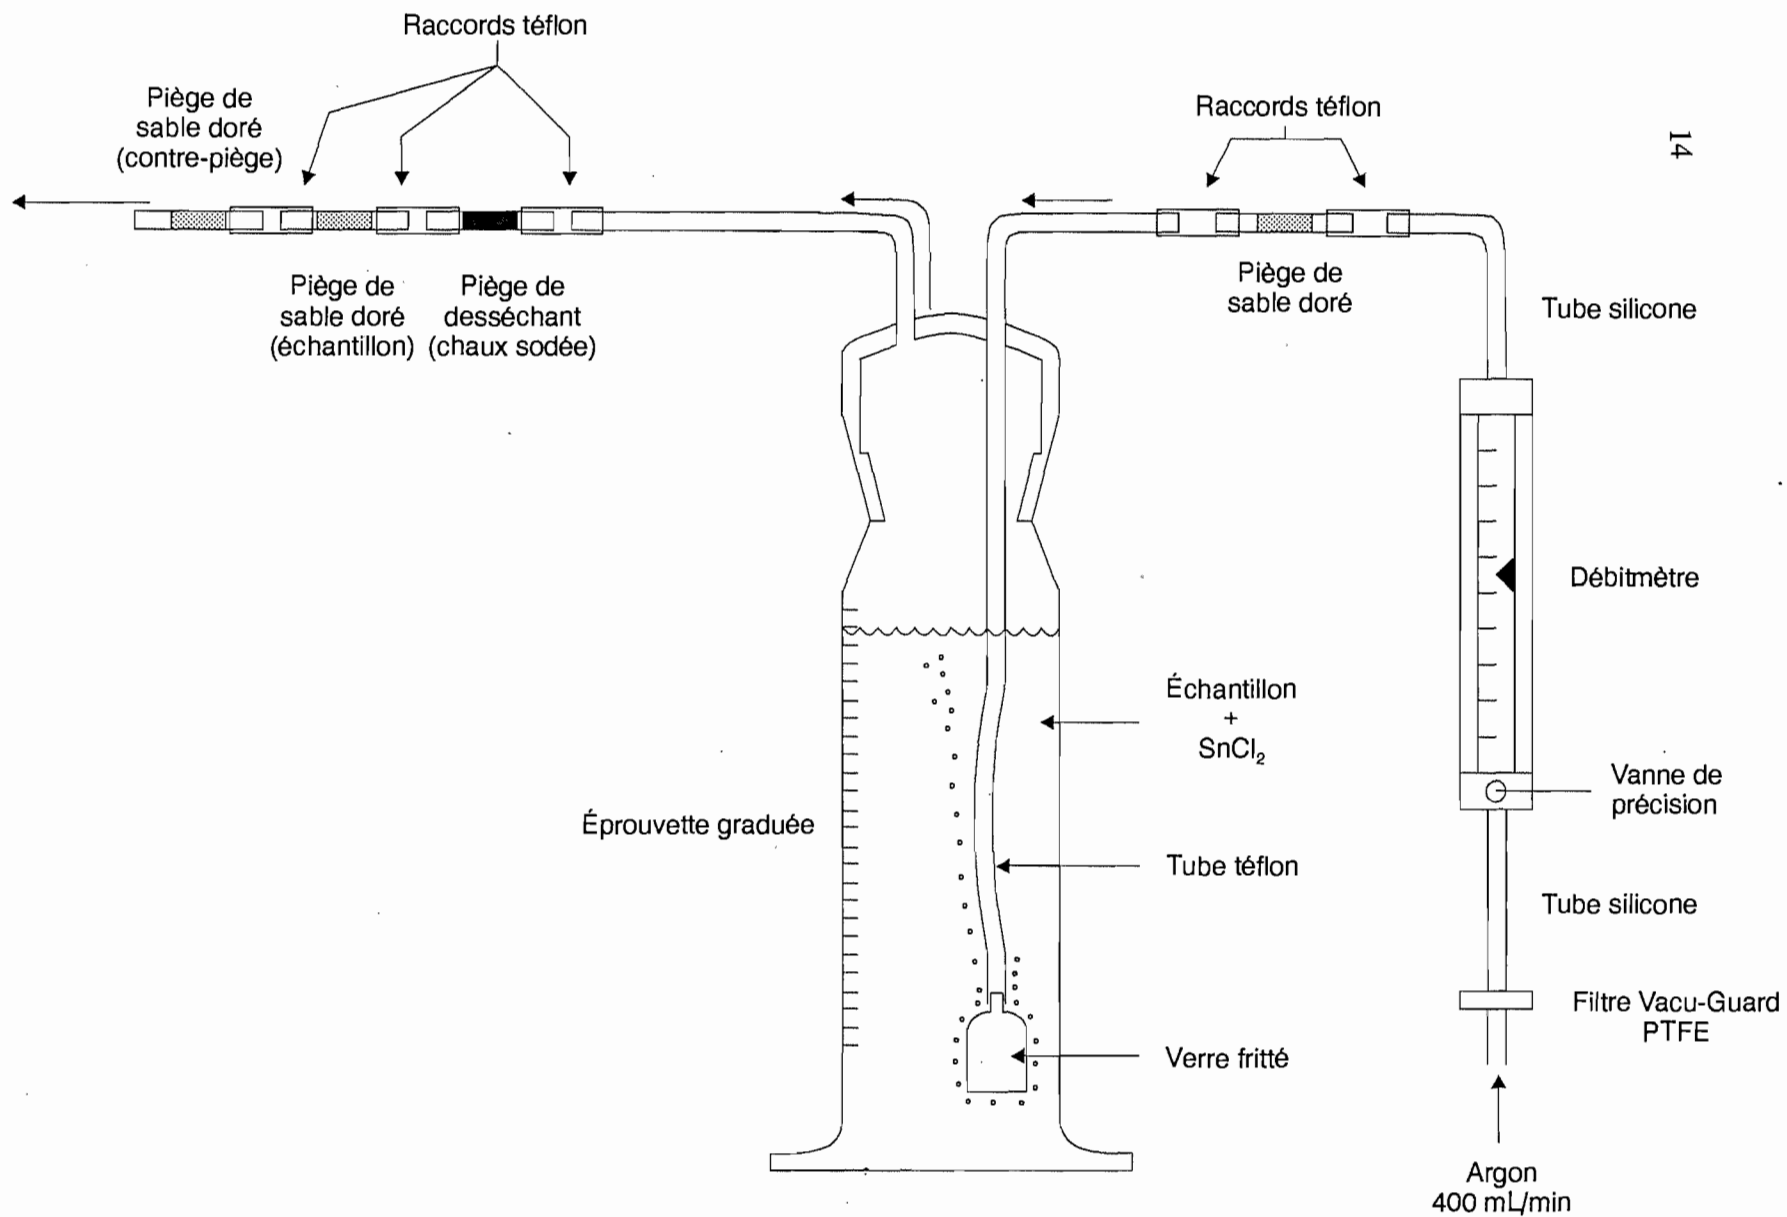 Raccords téflon
Piège de
sable doré
(contre-piège)
Raccords téflon
14
Piège de
sable doré
(échantillon)
Piège de
desséchant
(chaux sodée)
Piège de
sable doré
Tube silicone
Débitmètre
Échantillon
+
SnCl₂
Vanne de
précision
Éprouvette graduée
Tube téflon
Tube silicone
Filtre Vacu-Guard
PTFE
Verre fritté
Argon
400 mL/min